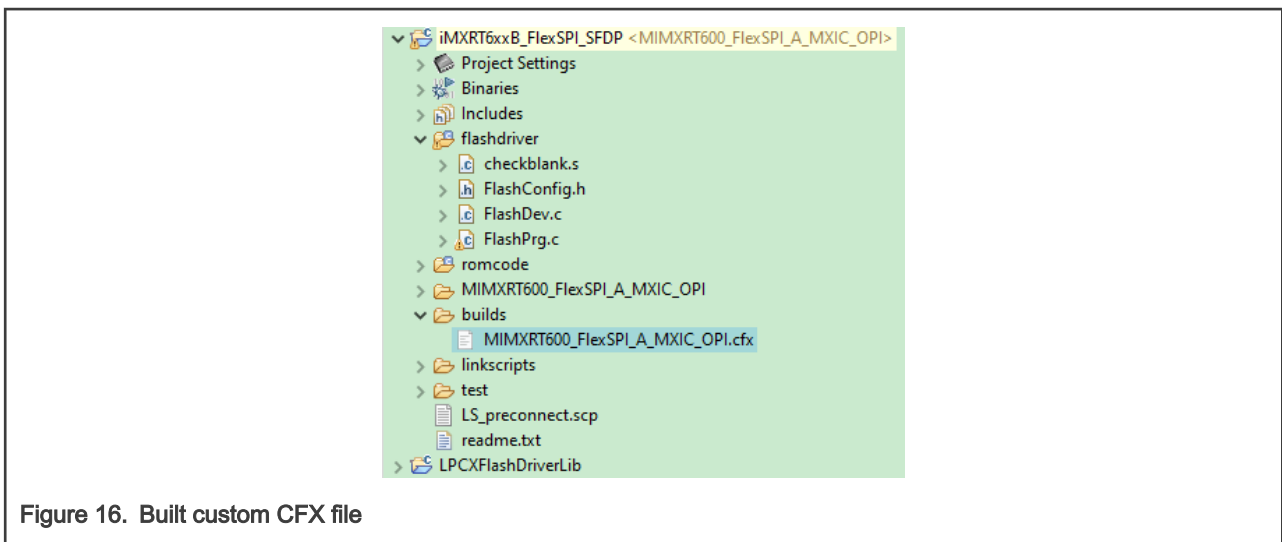 iMXRT6xxB_FlexSPI_SFDP <MIMXRT600_FlexSPI_A_MXIC_OPI>
Project Settings
Binaries
Includes
flashdriver
checkblank.s
FlashConfig.h
FlashDev.c
FlashPrg.c
romcode
MIMXRT600_FlexSPI_A_MXIC_OPI
builds
MIMXRT600_FlexSPI_A_MXIC_OPI.cfx
linkscripts
test
LS_preconnect.scp
readme.txt
LPCXFlashDriverLib
Figure 16. Built custom CFX file